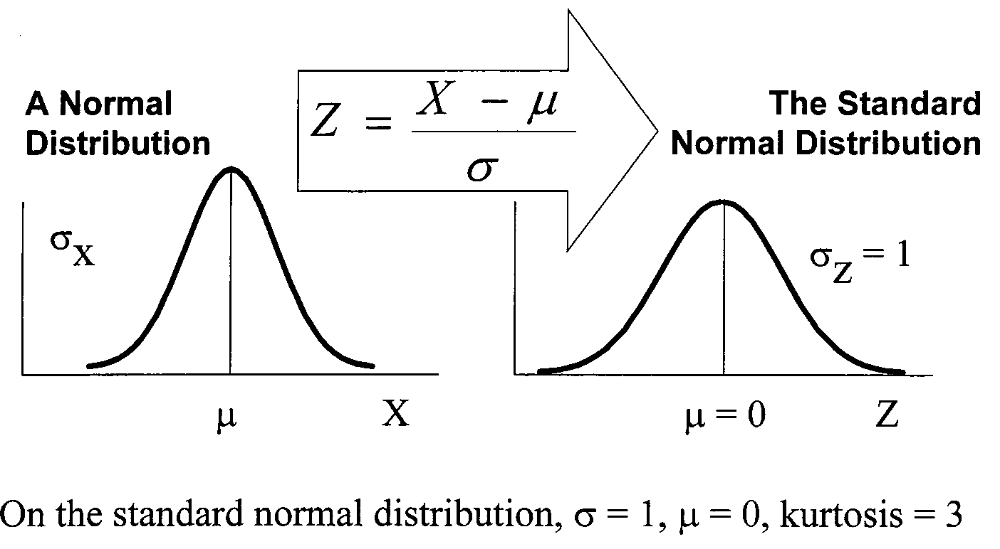 A Normal
Distribution
Z = (X − μ) / σ
The Standard
Normal Distribution
σX
μ
X
σZ = 1
μ = 0
Z
On the standard normal distribution, σ = 1, μ = 0, kurtosis = 3